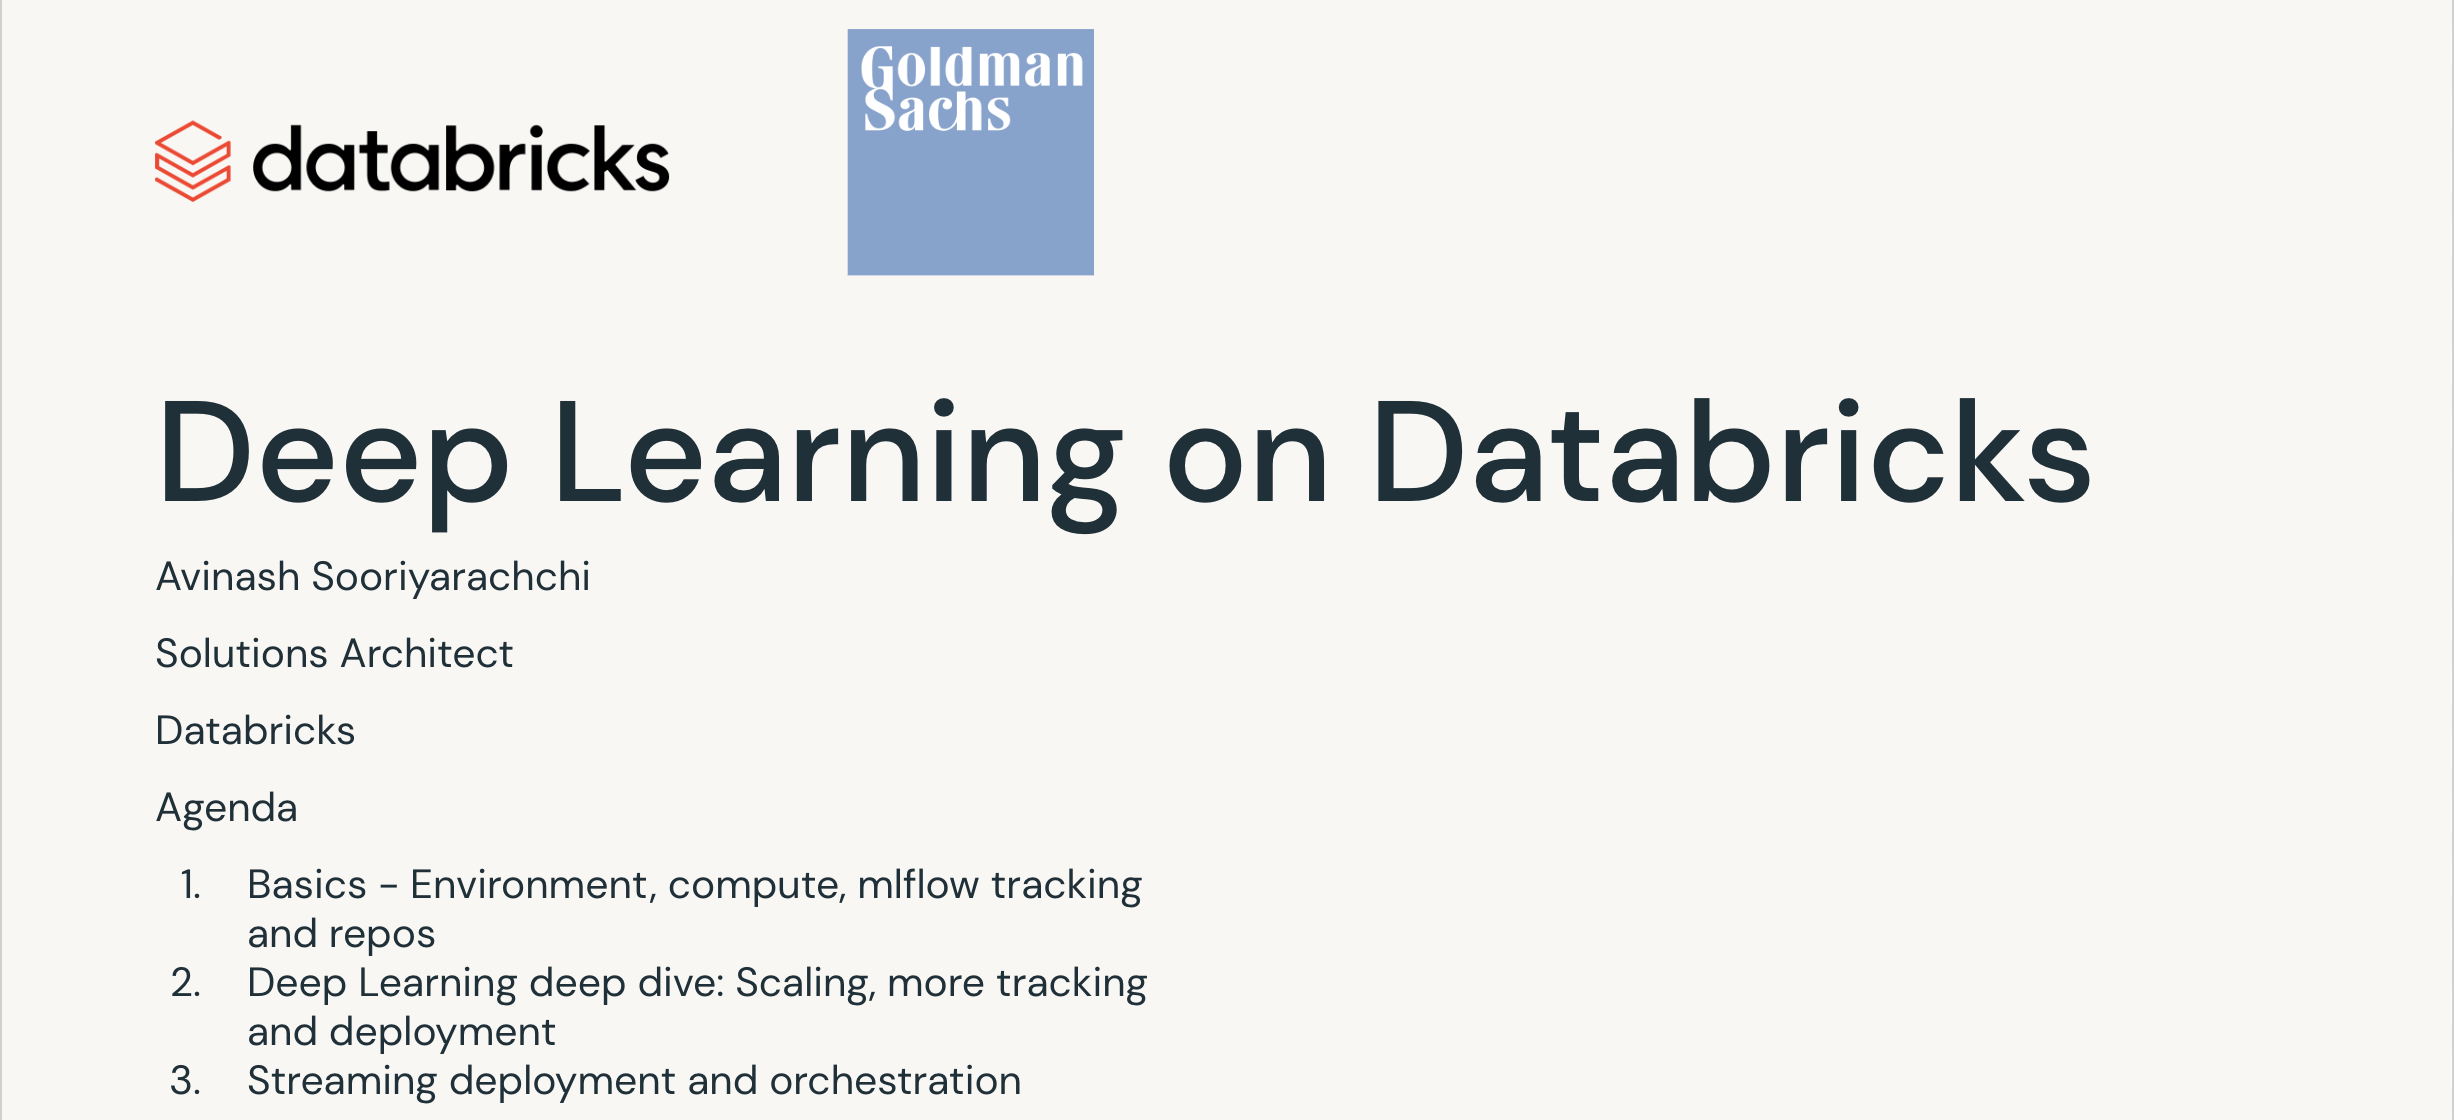 databricks
Goldman
Sachs
Deep Learning on Databricks
Avinash Sooriyarachchi
Solutions Architect
Databricks
Agenda
1. Basics - Environment, compute, mlflow tracking
and repos
2. Deep Learning deep dive: Scaling, more tracking
and deployment
3. Streaming deployment and orchestration